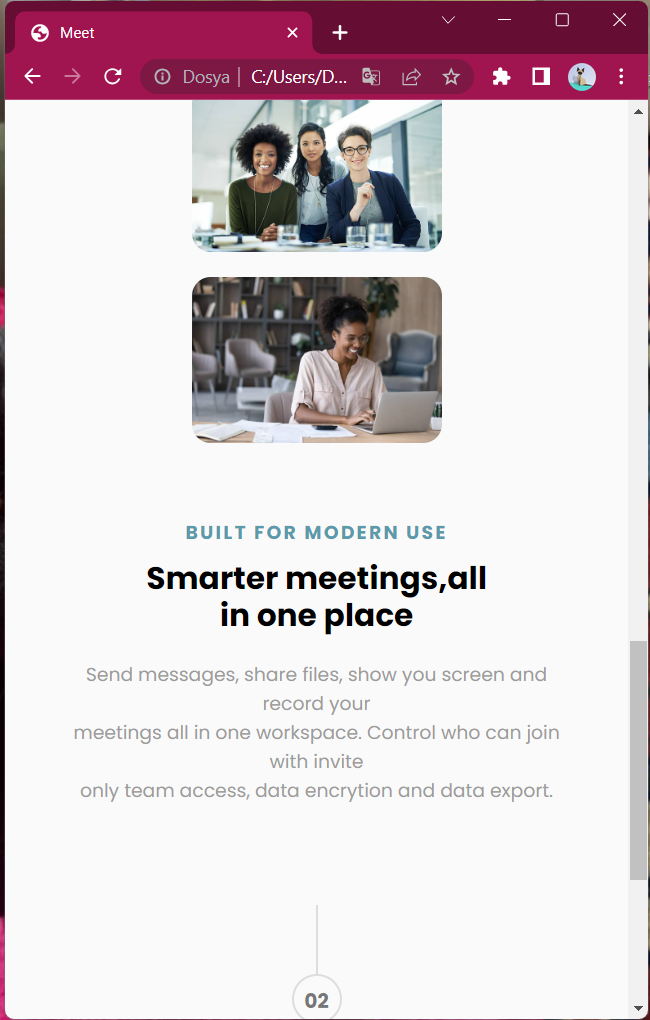 Meet
Dosya | C:/Users/D...
BUILT FOR MODERN USE
Smarter meetings,all
in one place
Send messages, share files, show you screen and
record your
meetings all in one workspace. Control who can join
with invite
only team access, data encrytion and data export.
02